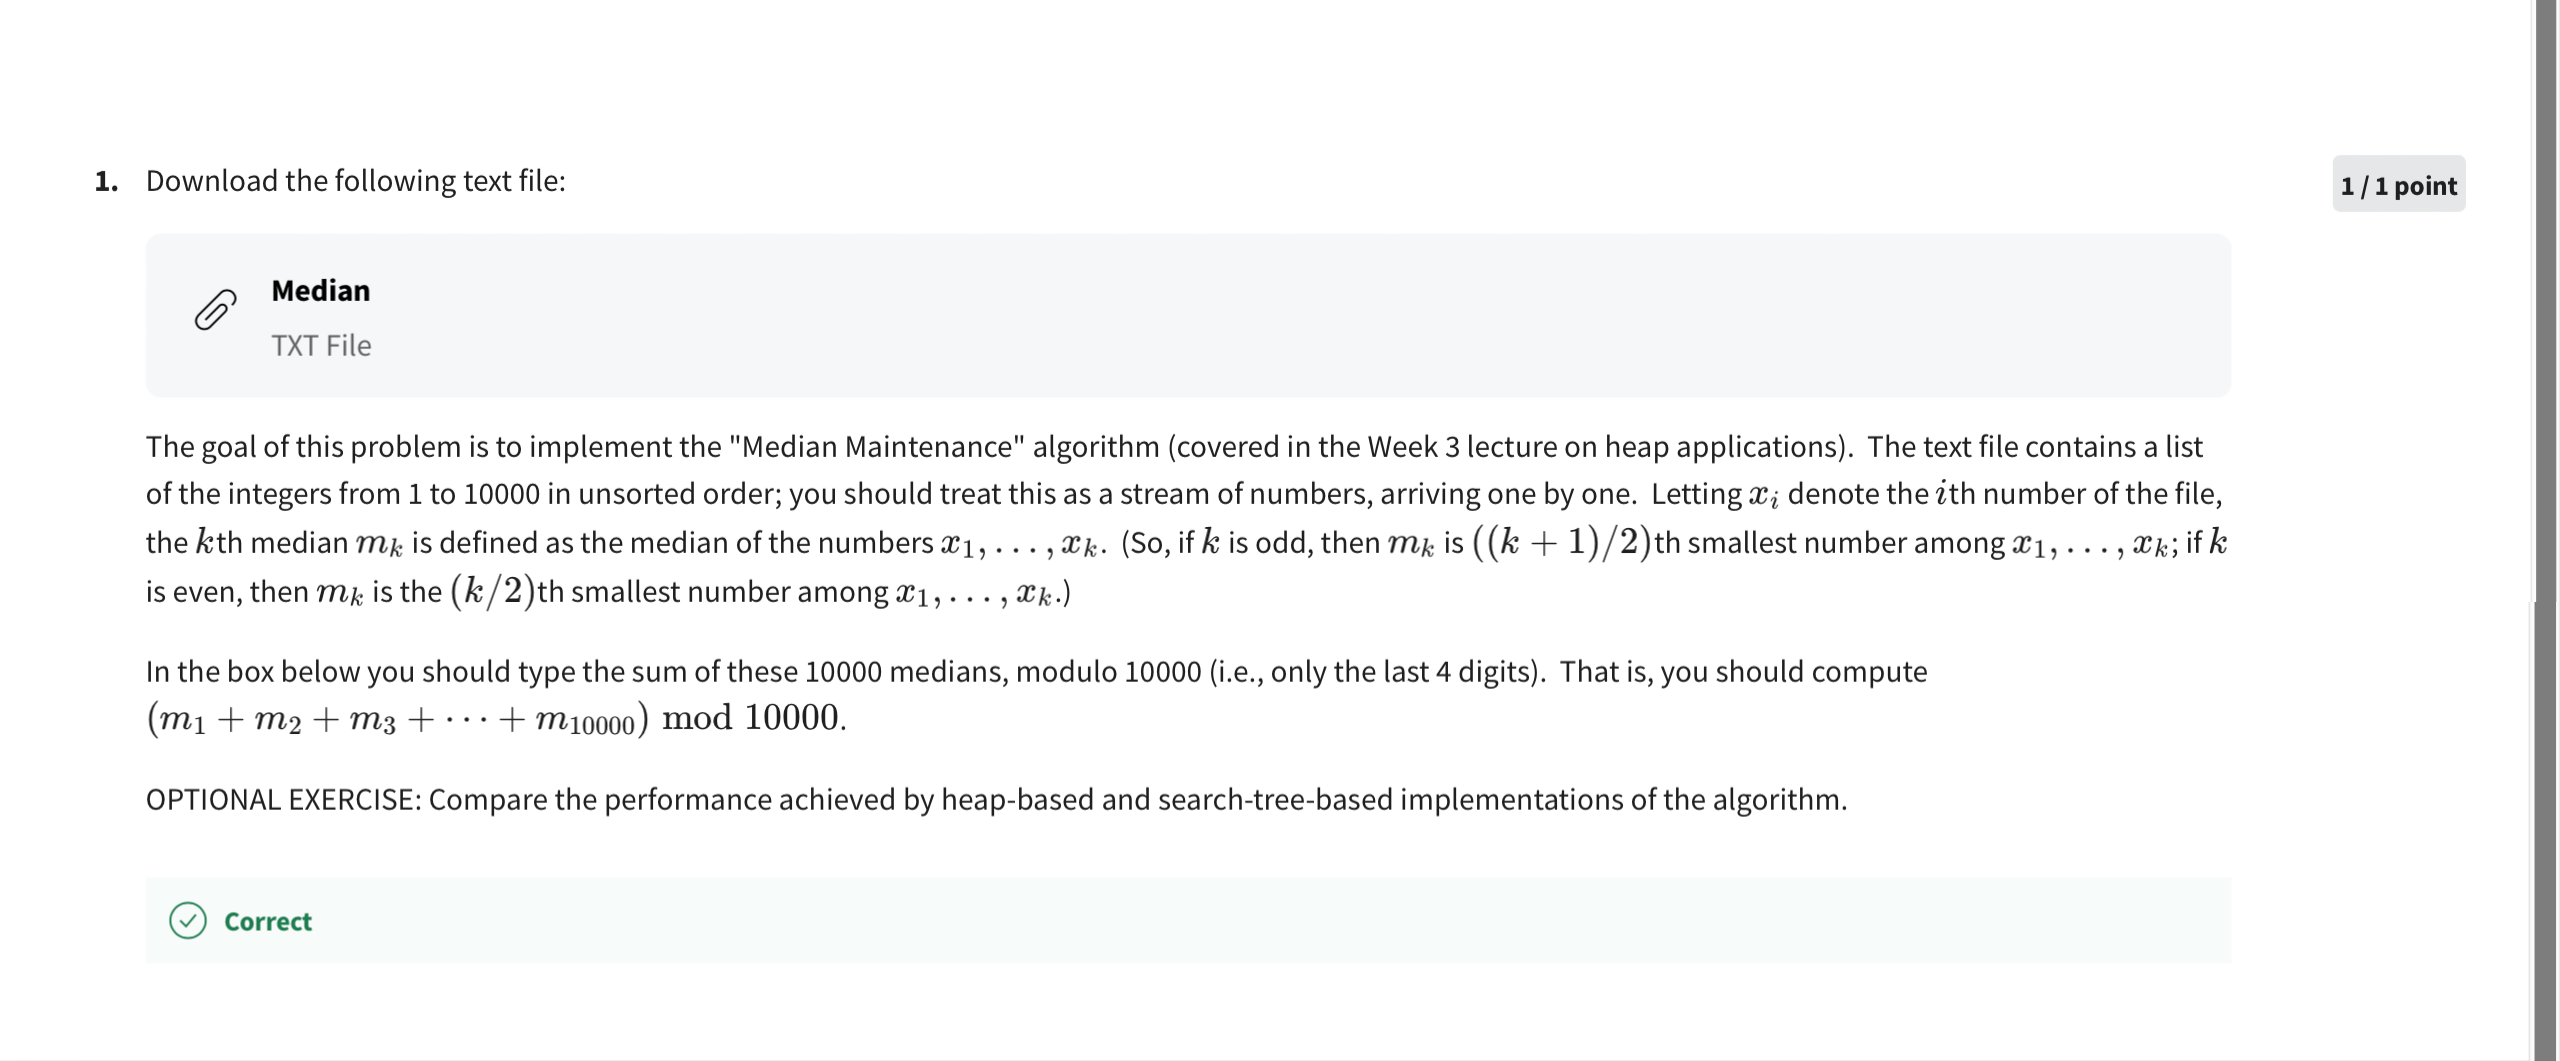 1. Download the following text file:
1 / 1 point
Median
TXT File
The goal of this problem is to implement the "Median Maintenance" algorithm (covered in the Week 3 lecture on heap applications). The text file contains a list
of the integers from 1 to 10000 in unsorted order; you should treat this as a stream of numbers, arriving one by one. Letting $x_i$ denote the $i$th number of the file,
the $k$th median $m_k$ is defined as the median of the numbers $x_1, \ldots, x_k$. (So, if $k$ is odd, then $m_k$ is $((k+1)/2)$th smallest number among $x_1, \ldots, x_k$; if $k$
is even, then $m_k$ is the $(k/2)$th smallest number among $x_1, \ldots, x_k$.)
In the box below you should type the sum of these 10000 medians, modulo 10000 (i.e., only the last 4 digits). That is, you should compute
$(m_1 + m_2 + m_3 + \cdots + m_{10000}) \bmod 10000$.
OPTIONAL EXERCISE: Compare the performance achieved by heap-based and search-tree-based implementations of the algorithm.
Correct